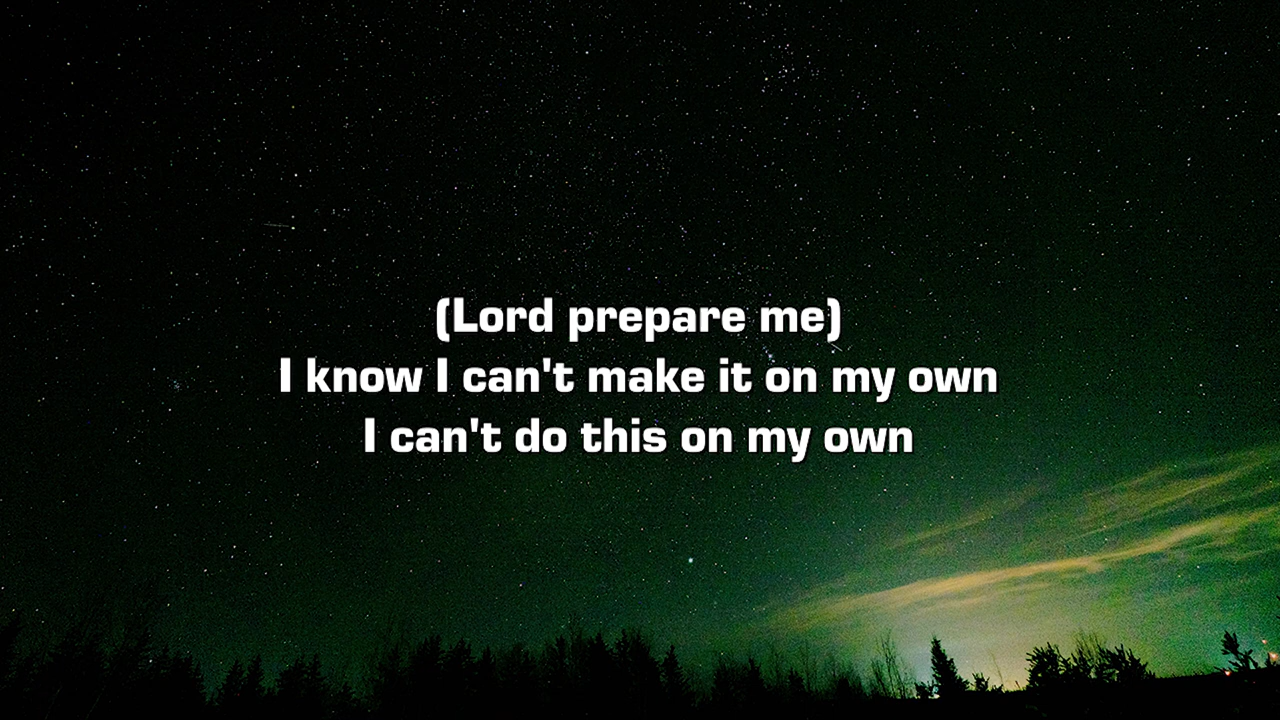 (Lord prepare me)
I know I can't make it on my own
I can't do this on my own